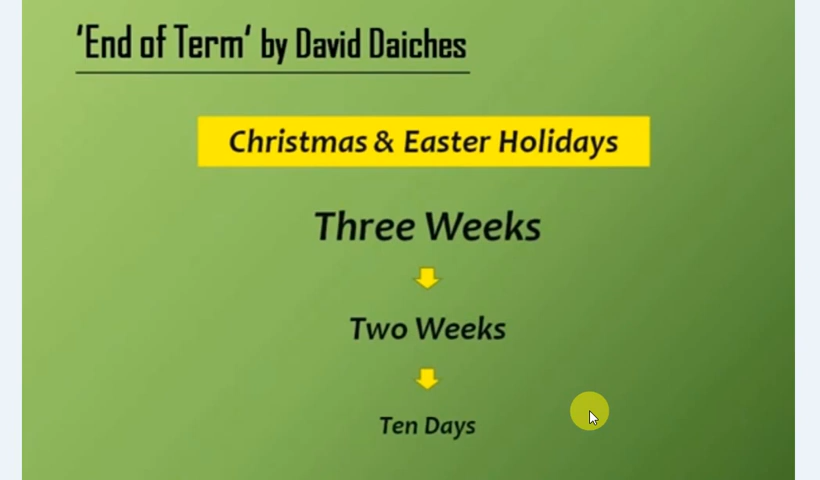 ‘End of Term‘ by David Daiches
Christmas & Easter Holidays
Three Weeks
Two Weeks
Ten Days